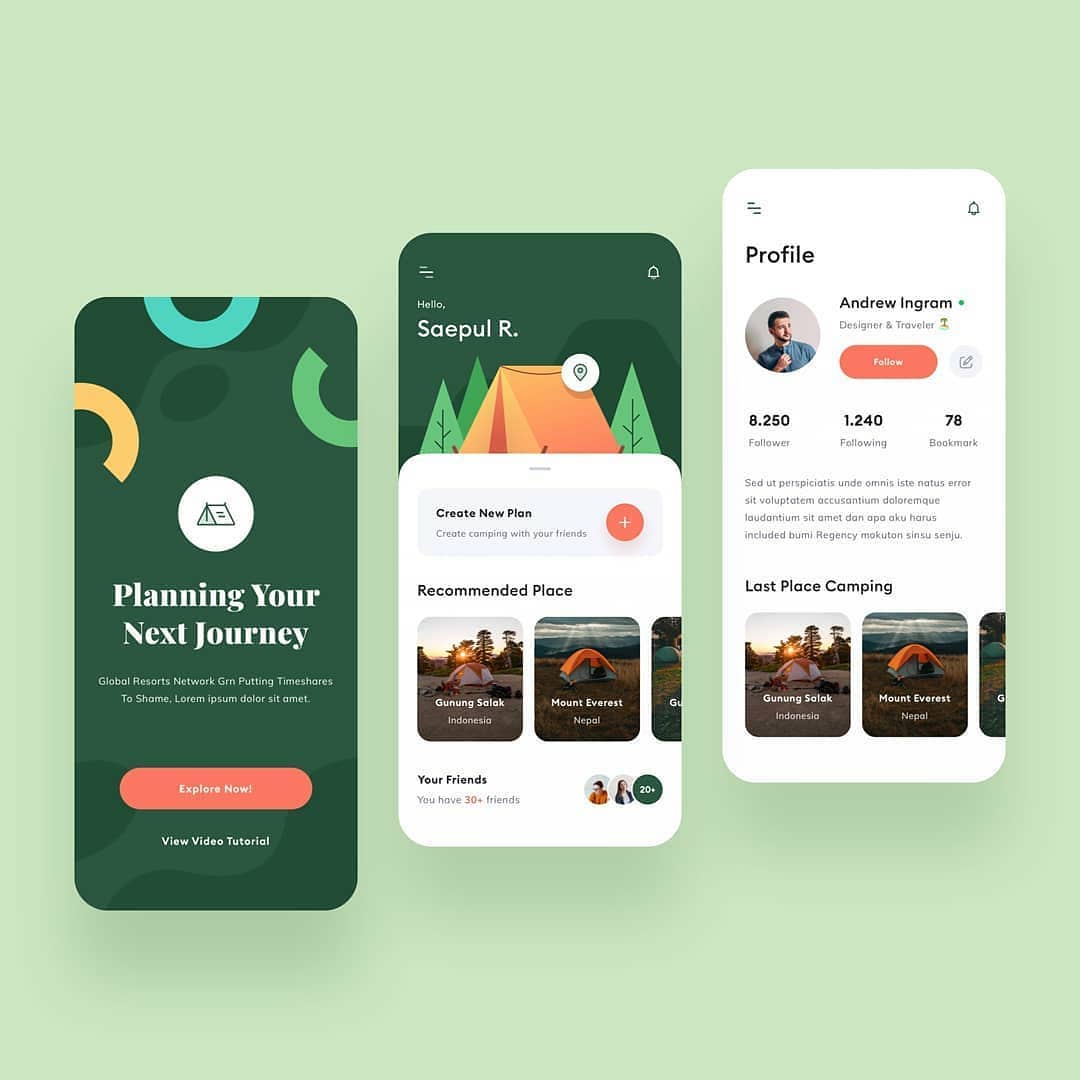 Planning Your
Next Journey
Global Resorts Network Grn Putting Timeshares
To Shame, Lorem ipsum dolor sit amet.
Explore Now!
View Video Tutorial
Hello,
Saepul R.
Create New Plan
Create camping with your friends
Recommended Place
Gunung Salak
Indonesia
Mount Everest
Nepal
Gu
Your Friends
You have 30+ friends
20+
Profile
Andrew Ingram
Designer & Traveler 🏝️
Follow
8.250
Follower
1.240
Following
78
Bookmark
Sed ut perspiciatis unde omnis iste natus error
sit voluptatem accusantium doloremque
laudantium sit amet dan apa aku harus
included bumi Regency mokuton sinsu senju.
Last Place Camping
Gunung Salak
Indonesia
Mount Everest
Nepal
G